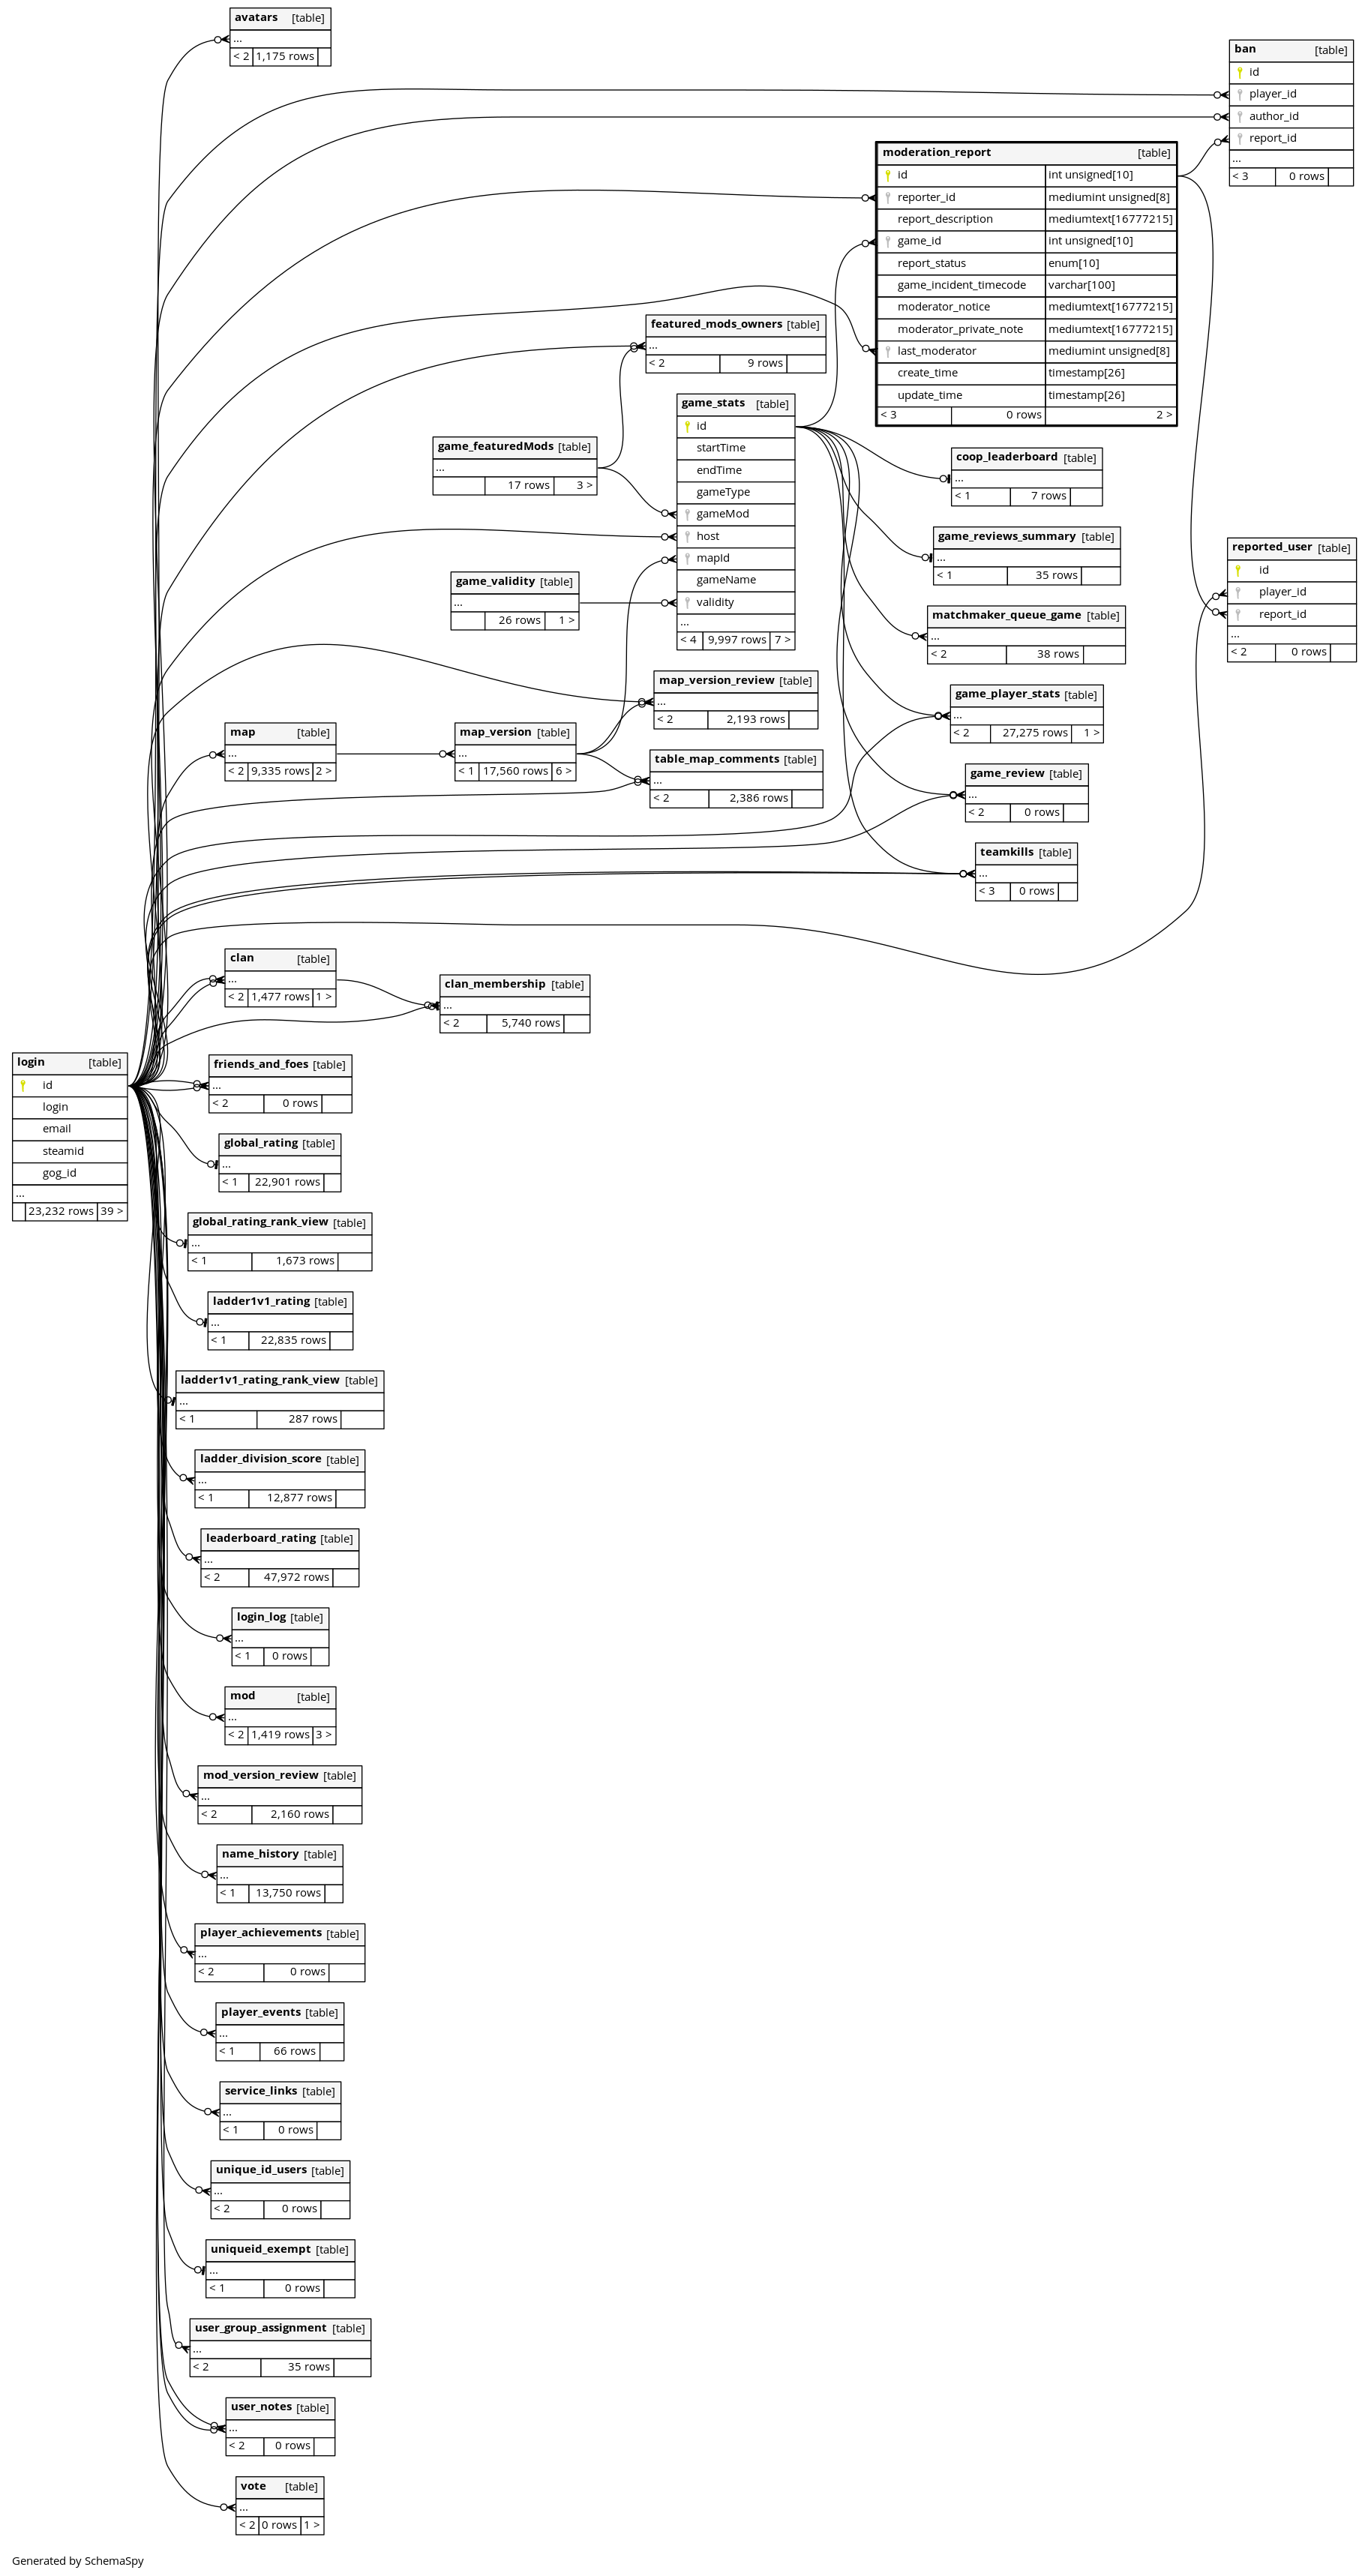 avatars [table]
...
< 2 1,175 rows
ban [table]
id
player_id
author_id
report_id
...
< 3 0 rows
moderation_report [table]
id int unsigned[10]
reporter_id mediumint unsigned[8]
report_description mediumtext[16777215]
game_id int unsigned[10]
report_status enum[10]
game_incident_timecode varchar[100]
moderator_notice mediumtext[16777215]
moderator_private_note mediumtext[16777215]
last_moderator mediumint unsigned[8]
create_time timestamp[26]
update_time timestamp[26]
< 3 0 rows 2 >
featured_mods_owners [table]
...
< 2 9 rows
game_stats [table]
id
startTime
endTime
gameType
gameMod
host
mapId
gameName
validity
...
< 4 9,997 rows 7 >
game_featuredMods [table]
...
17 rows 3 >
coop_leaderboard [table]
...
< 1 7 rows
game_reviews_summary [table]
...
< 1 35 rows
reported_user [table]
id
player_id
report_id
...
< 2 0 rows
game_validity [table]
...
26 rows 1 >
matchmaker_queue_game [table]
...
< 2 38 rows
map_version_review [table]
...
< 2 2,193 rows
game_player_stats [table]
...
< 2 27,275 rows 1 >
map [table]
...
< 2 9,335 rows 2 >
map_version [table]
...
< 1 17,560 rows 6 >
table_map_comments [table]
...
< 2 2,386 rows
game_review [table]
...
< 2 0 rows
teamkills [table]
...
< 3 0 rows
clan [table]
...
< 2 1,477 rows 1 >
clan_membership [table]
...
< 2 5,740 rows
login [table]
id
login
email
steamid
gog_id
...
23,232 rows 39 >
friends_and_foes [table]
...
< 2 0 rows
global_rating [table]
...
< 1 22,901 rows
global_rating_rank_view [table]
...
< 1 1,673 rows
ladder1v1_rating [table]
...
< 1 22,835 rows
ladder1v1_rating_rank_view [table]
...
< 1 287 rows
ladder_division_score [table]
...
< 1 12,877 rows
leaderboard_rating [table]
...
< 2 47,972 rows
login_log [table]
...
< 1 0 rows
mod [table]
...
< 2 1,419 rows 3 >
mod_version_review [table]
...
< 2 2,160 rows
name_history [table]
...
< 1 13,750 rows
player_achievements [table]
...
< 2 0 rows
player_events [table]
...
< 1 66 rows
service_links [table]
...
< 1 0 rows
unique_id_users [table]
...
< 2 0 rows
uniqueid_exempt [table]
...
< 1 0 rows
user_group_assignment [table]
...
< 2 35 rows
user_notes [table]
...
< 2 0 rows
vote [table]
...
< 2 0 rows 1 >
Generated by SchemaSpy